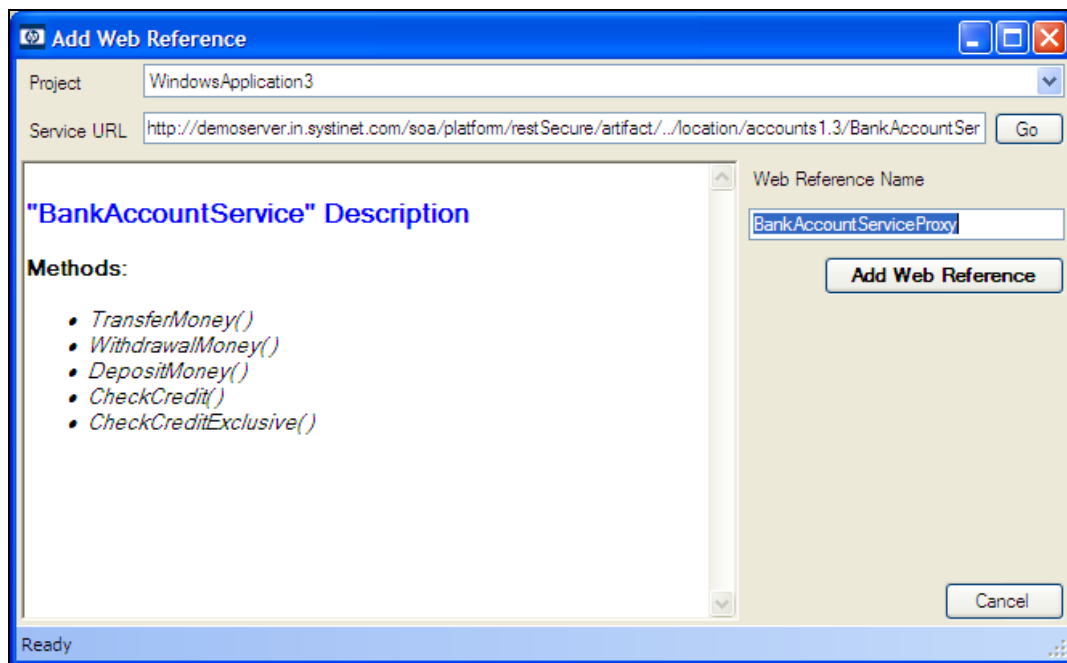 Add Web Reference
Project
WindowsApplication3
Service URL
http://demoserver.in.systinet.com/soa/platform/restSecure/artifact/../location/accounts1.3/BankAccountSer
Go
"BankAccountService" Description
Web Reference Name
BankAccountServiceProxy
Methods:
Add Web Reference
• TransferMoney()
• WithdrawalMoney()
• DepositMoney()
• CheckCredit()
• CheckCreditExclusive()
Cancel
Ready